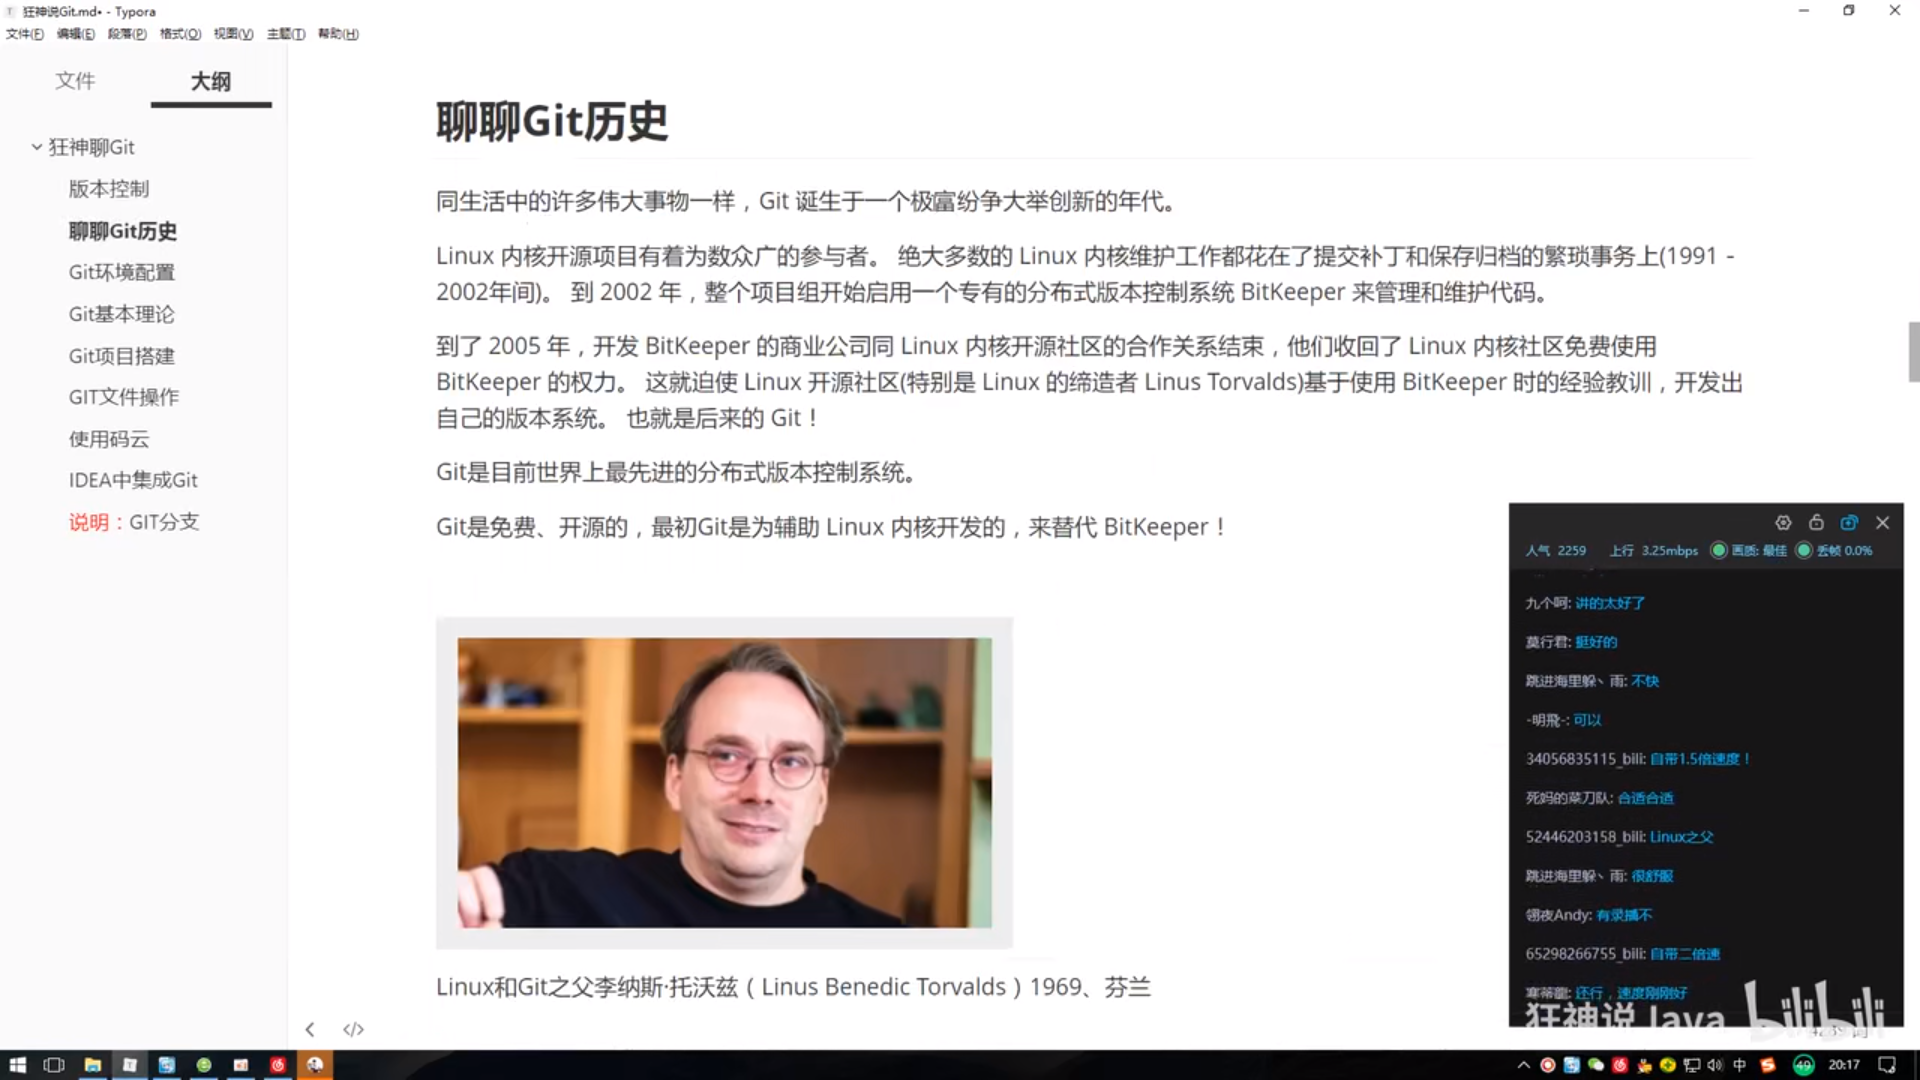 狂神说Git.md• - Typora
文件(F) 编辑(E) 段落(P) 格式(O) 视图(V) 主题(T) 帮助(H)
文件 大纲
狂神聊Git
版本控制
聊聊Git历史
Git环境配置
Git基本理论
Git项目搭建
GIT文件操作
使用码云
IDEA中集成Git
说明：GIT分支
聊聊Git历史
同生活中的许多伟大事物一样，Git 诞生于一个极富纷争大举创新的年代。
Linux 内核开源项目有着为数众广的参与者。 绝大多数的 Linux 内核维护工作都花在了提交补丁和保存归档的繁琐事务上(1991 -
2002年间)。 到 2002 年，整个项目组开始启用一个专有的分布式版本控制系统 BitKeeper 来管理和维护代码。
到了 2005 年，开发 BitKeeper 的商业公司同 Linux 内核开源社区的合作关系结束，他们收回了 Linux 内核社区免费使用
BitKeeper 的权力。 这就迫使 Linux 开源社区(特别是 Linux 的缔造者 Linus Torvalds)基于使用 BitKeeper 时的经验教训，开发出
自己的版本系统。 也就是后来的 Git！
Git是目前世界上最先进的分布式版本控制系统。
Git是免费、开源的，最初Git是为辅助 Linux 内核开发的，来替代 BitKeeper！
Linux和Git之父李纳斯·托沃兹（Linus Benedic Torvalds）1969、芬兰
人气 2259 上行 3.25mbps 画质: 最佳 丢帧 0.0%
九个呵: 讲的太好了
莫行君: 挺好的
跳进海里躲丶雨: 不快
-明飛-: 可以
34056835115_bili: 自带1.5倍速度！
死妈的菜刀队: 合适合适
52446203158_bili: Linux之父
跳进海里躲丶雨: 很舒服
翎夜Andy: 有录播不
65298266755_bili: 自带二倍速
还行，速度刚刚好
狂神说Java bilibili
中 49 20:17